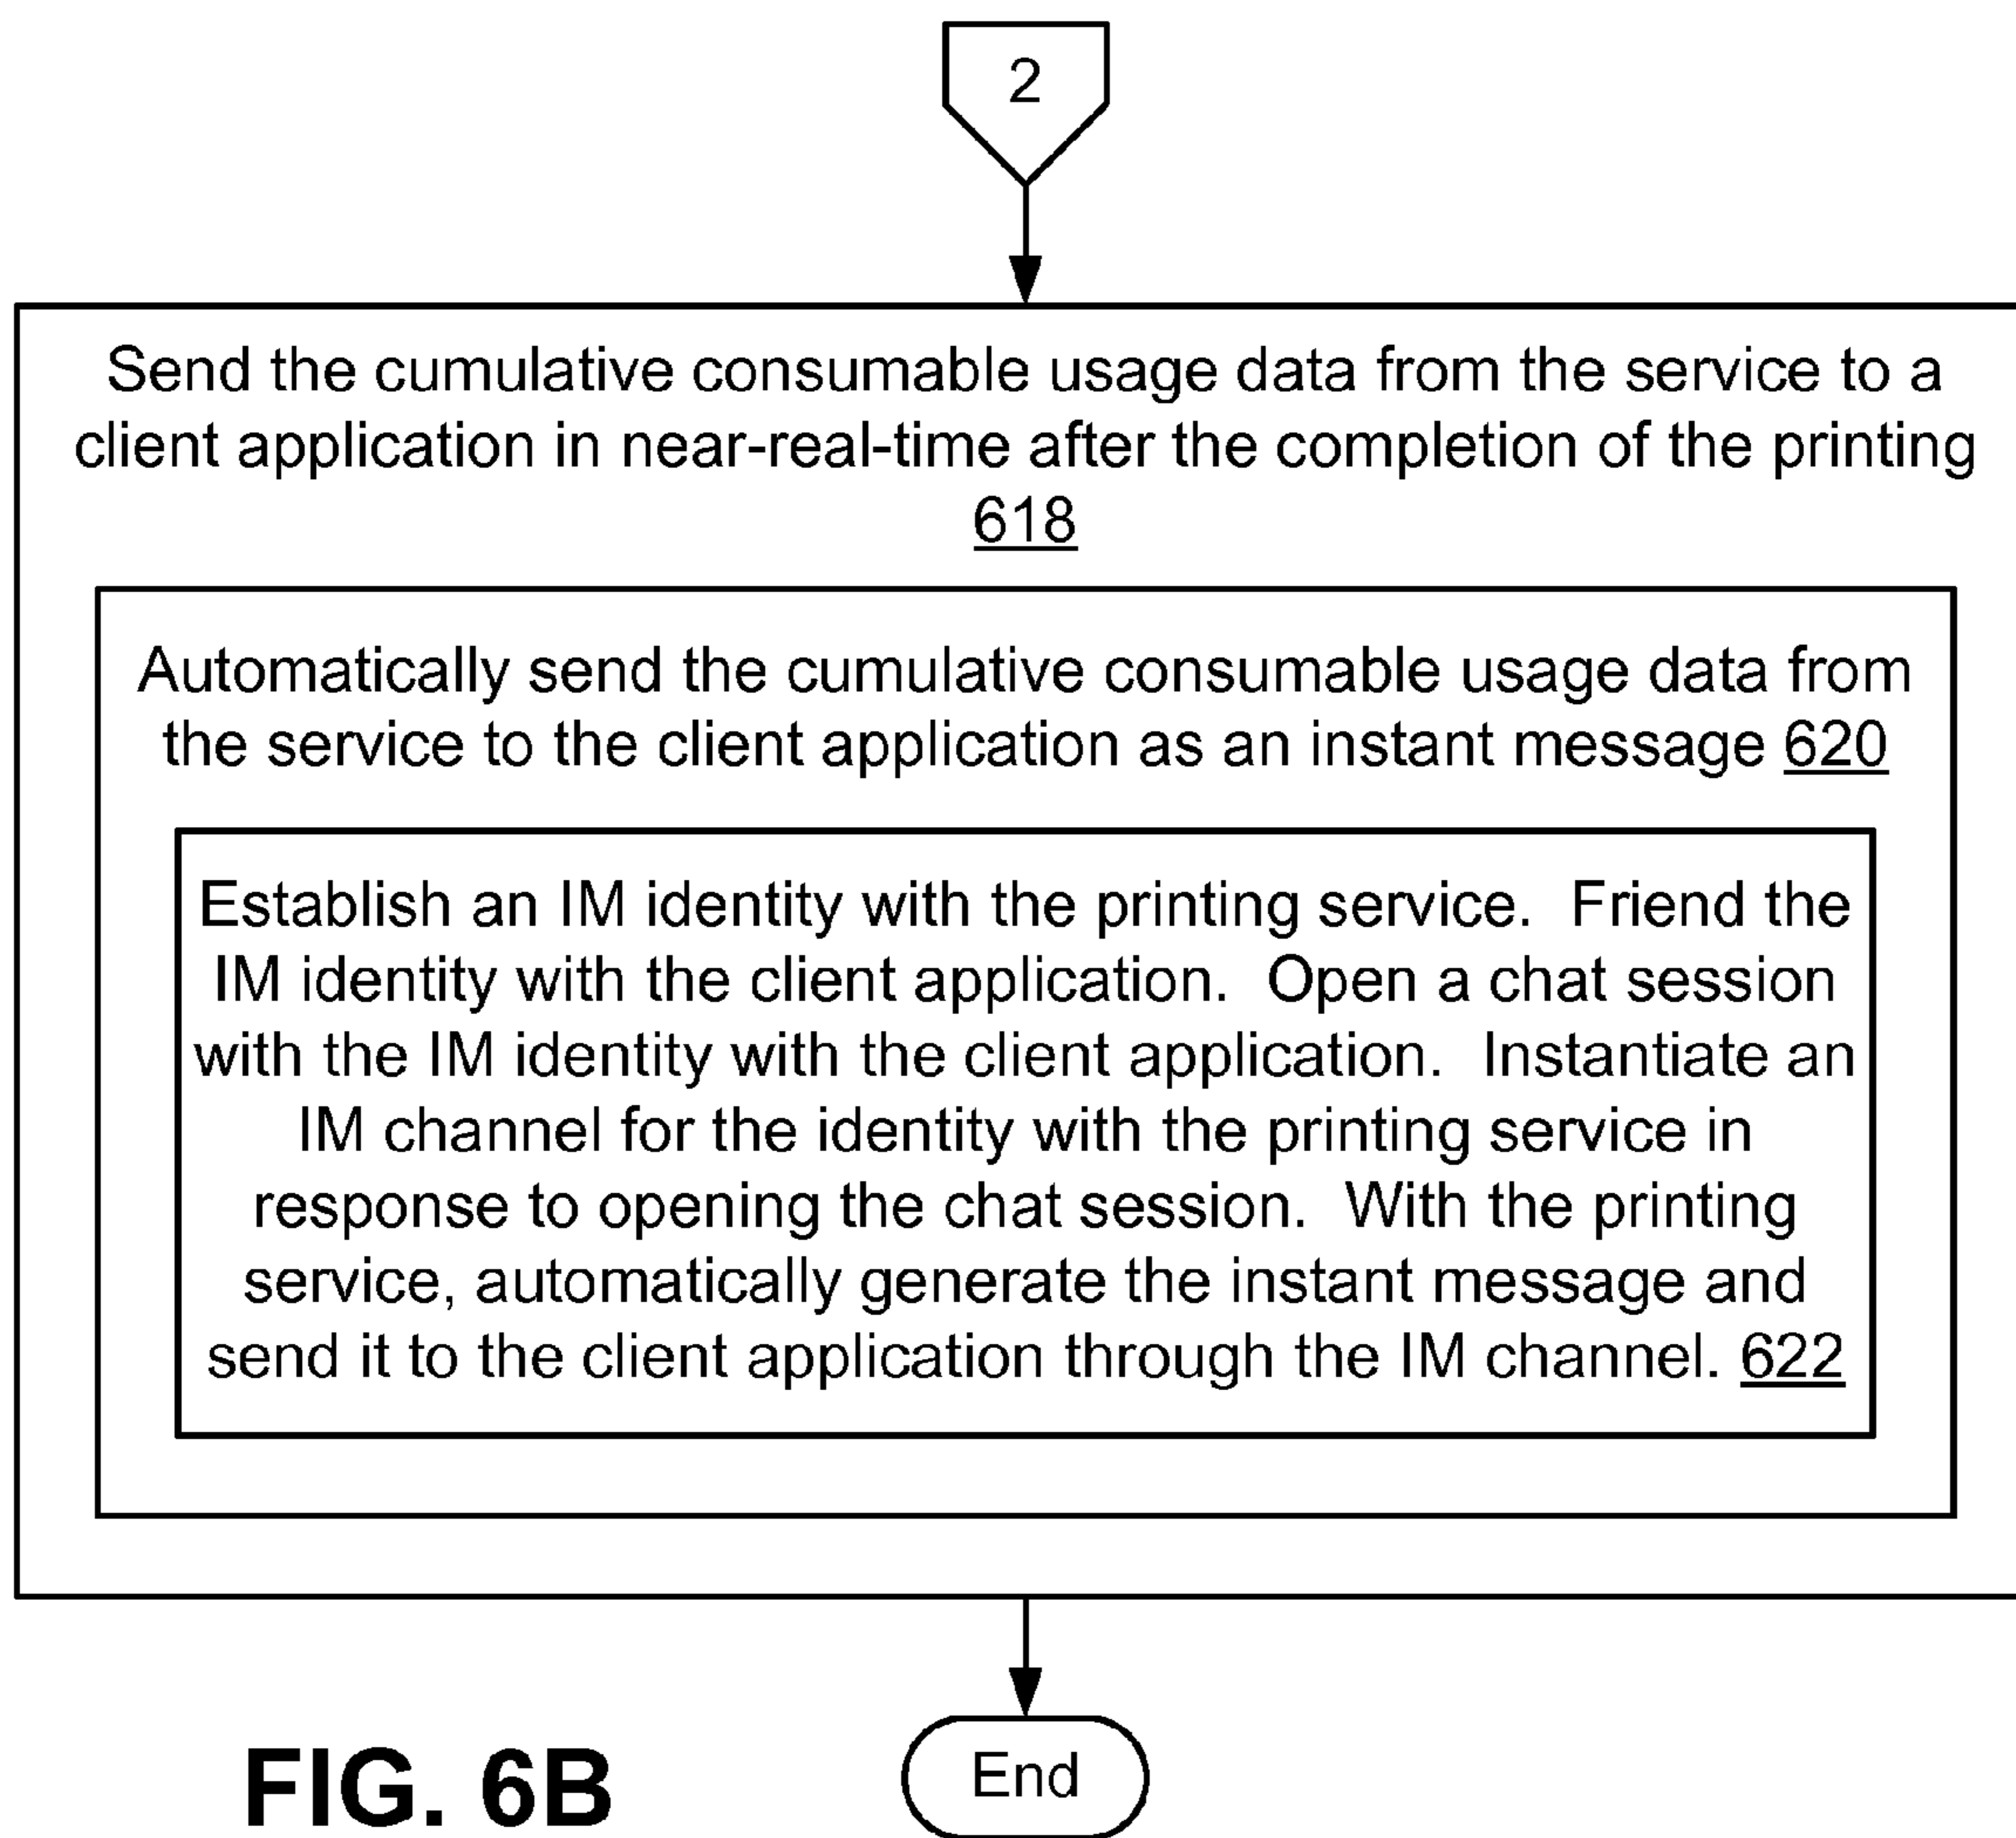 2
Send the cumulative consumable usage data from the service to a
client application in near-real-time after the completion of the printing
618
Automatically send the cumulative consumable usage data from
the service to the client application as an instant message 620
Establish an IM identity with the printing service.  Friend the
IM identity with the client application.  Open a chat session
with the IM identity with the client application.  Instantiate an
IM channel for the identity with the printing service in
response to opening the chat session.  With the printing
service, automatically generate the instant message and
send it to the client application through the IM channel. 622
End
FIG. 6B